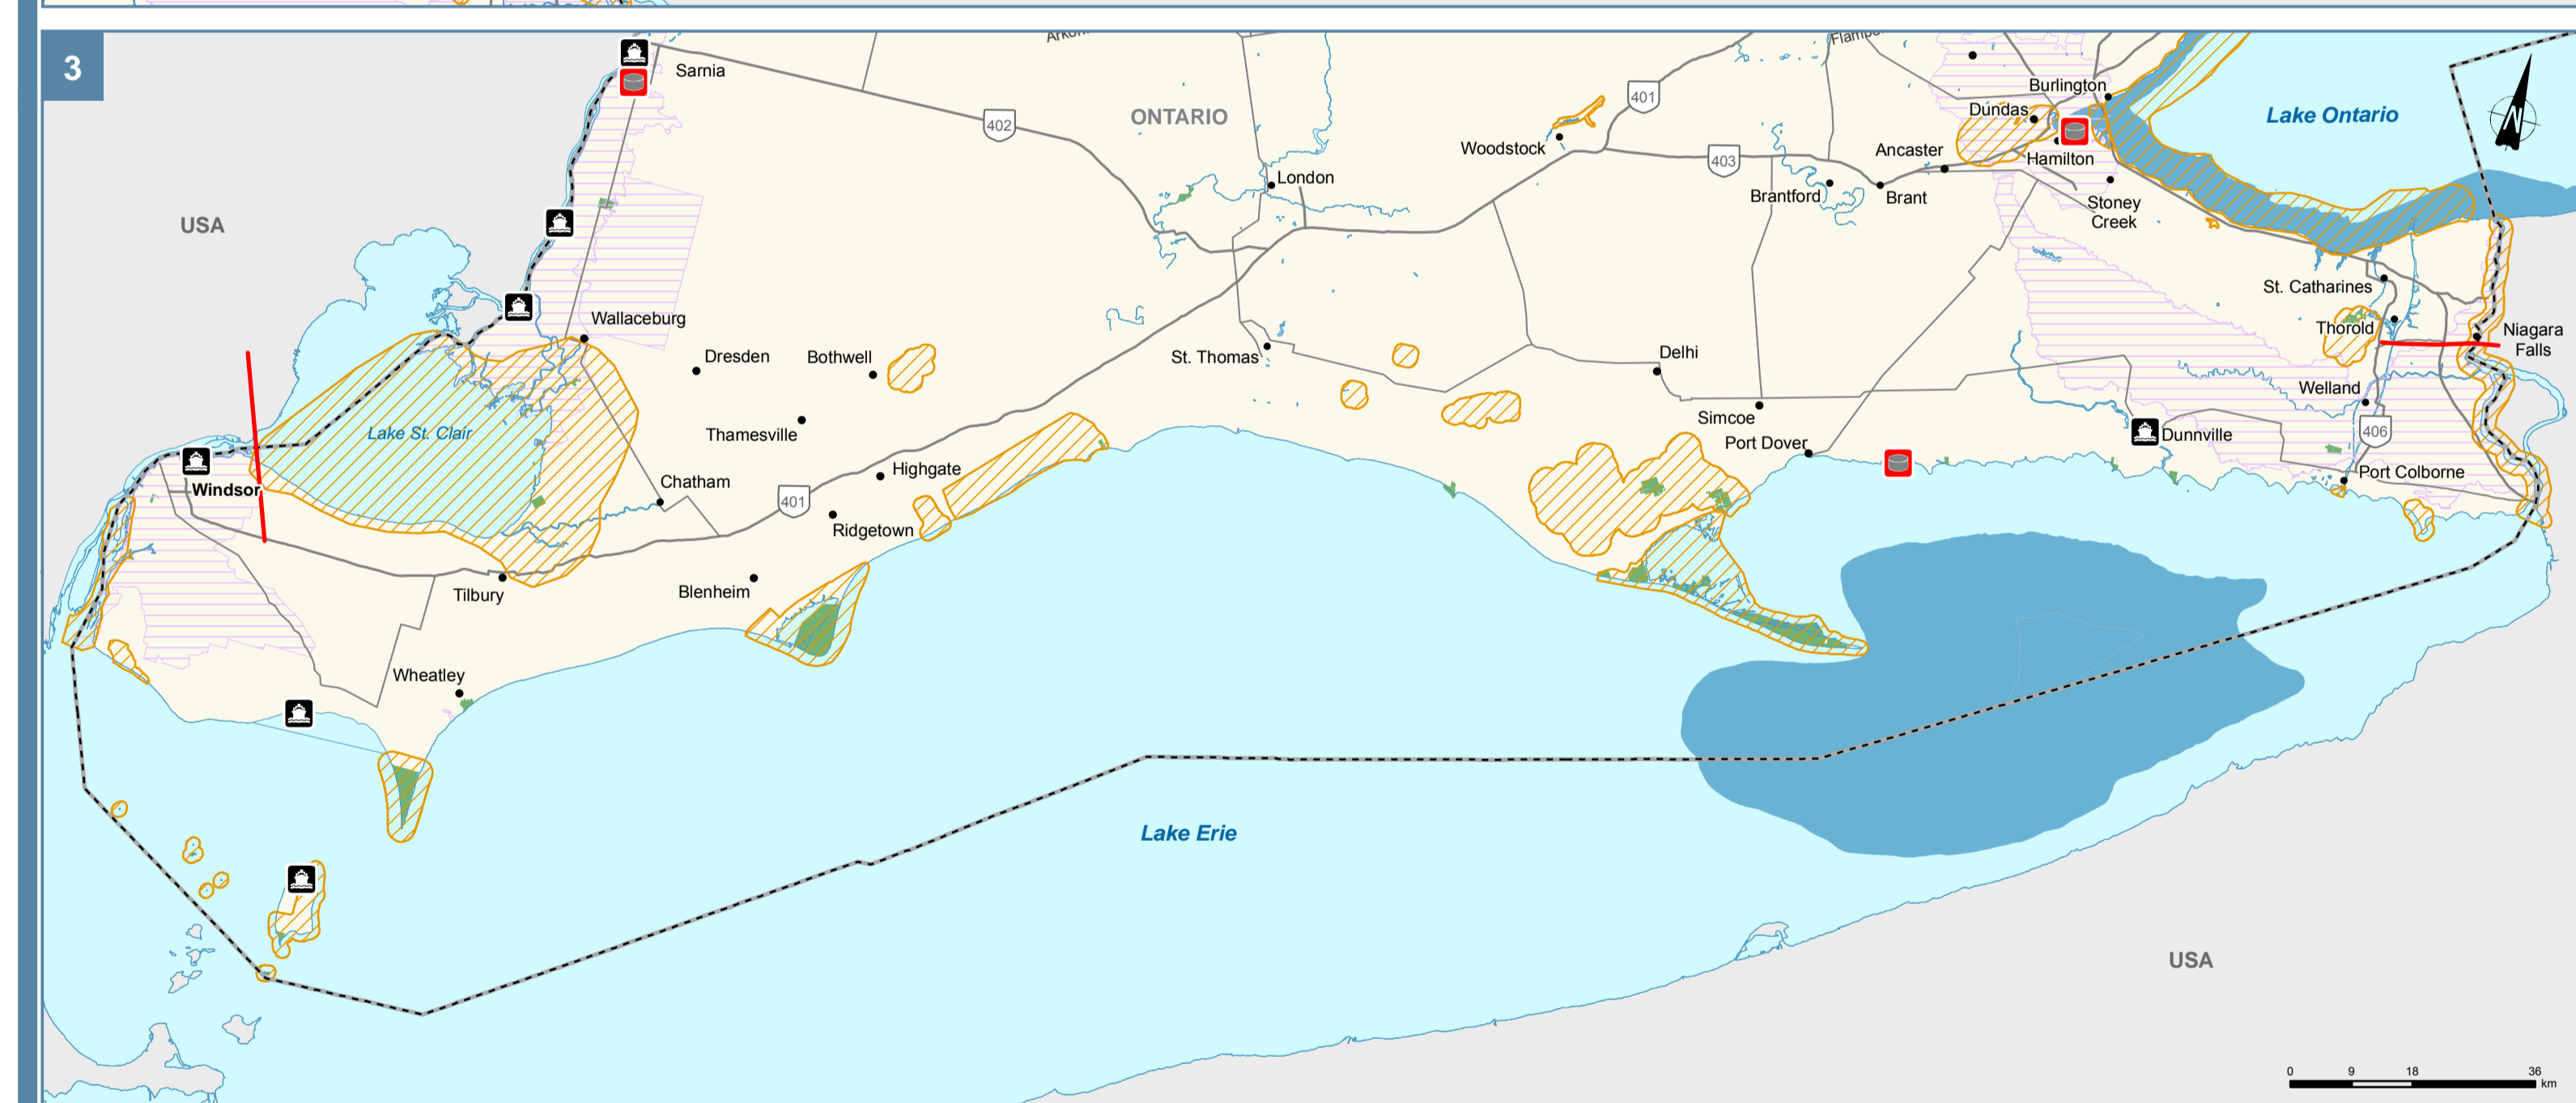 3
Arko
Flampe
Sarnia
402
ONTARIO
401
Burlington
Dundas
Lake Ontario
N
Woodstock
403
Ancaster
Hamilton
London
Brantford
Brant
Stoney
Creek
USA
St. Catharines
Wallaceburg
Thorold
Niagara
Falls
Dresden
Bothwell
St. Thomas
Delhi
Welland
Simcoe
Lake St. Clair
Thamesville
Port Dover
Dunnville
406
Highgate
Port Colborne
Windsor
Chatham
401
Ridgetown
Tilbury
Blenheim
Wheatley
Lake Erie
USA
0 9 18 36
km